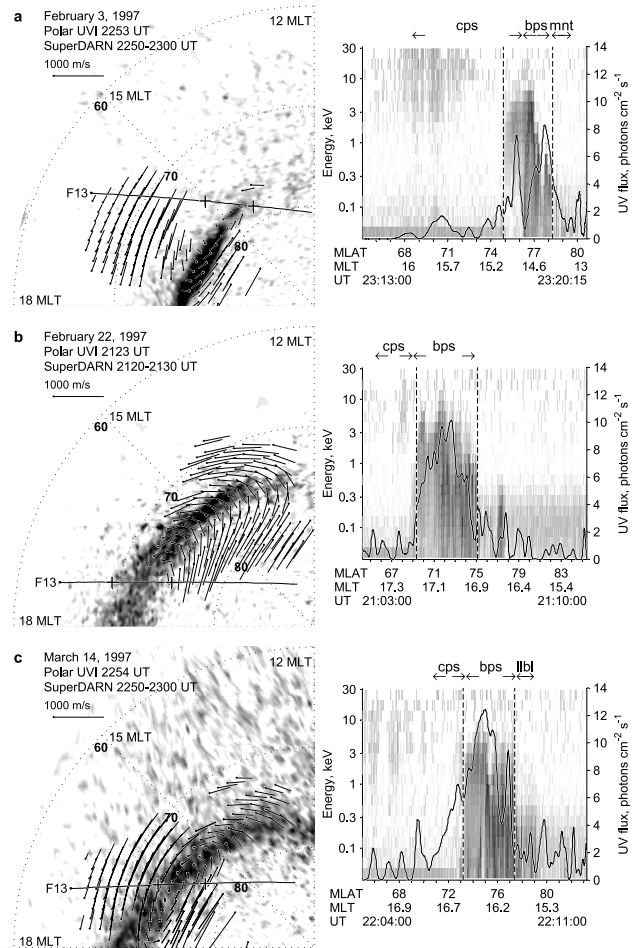 a
February 3, 1997
Polar UVI 2253 UT
SuperDARN 2250-2300 UT
1000 m/s
12 MLT
15 MLT
60
70
80
F13
18 MLT
cps
bps
mnt
30
10
3
1
0.3
0.1
Energy, keV
14
12
10
8
6
4
2
0
UV flux, photons cm-2 s-1
MLAT 68 71 74 77 80
MLT 16 15.7 15.2 14.6 13
UT 23:13:00 23:20:15
b
February 22, 1997
Polar UVI 2123 UT
SuperDARN 2120-2130 UT
1000 m/s
12 MLT
15 MLT
60
70
80
F13
18 MLT
cps
bps
30
10
3
1
0.3
0.1
Energy, keV
14
12
10
8
6
4
2
0
UV flux, photons cm-2 s-1
MLAT 67 71 75 79 83
MLT 17.3 17.1 16.9 16.4 15.4
UT 21:03:00 21:10:00
c
March 14, 1997
Polar UVI 2254 UT
SuperDARN 2250-2300 UT
1000 m/s
12 MLT
15 MLT
60
70
80
F13
18 MLT
cps
bps
llbl
30
10
3
1
0.3
0.1
Energy, keV
14
12
10
8
6
4
2
0
UV flux, photons cm-2 s-1
MLAT 68 72 76 80
MLT 16.9 16.7 16.2 15.3
UT 22:04:00 22:11:00